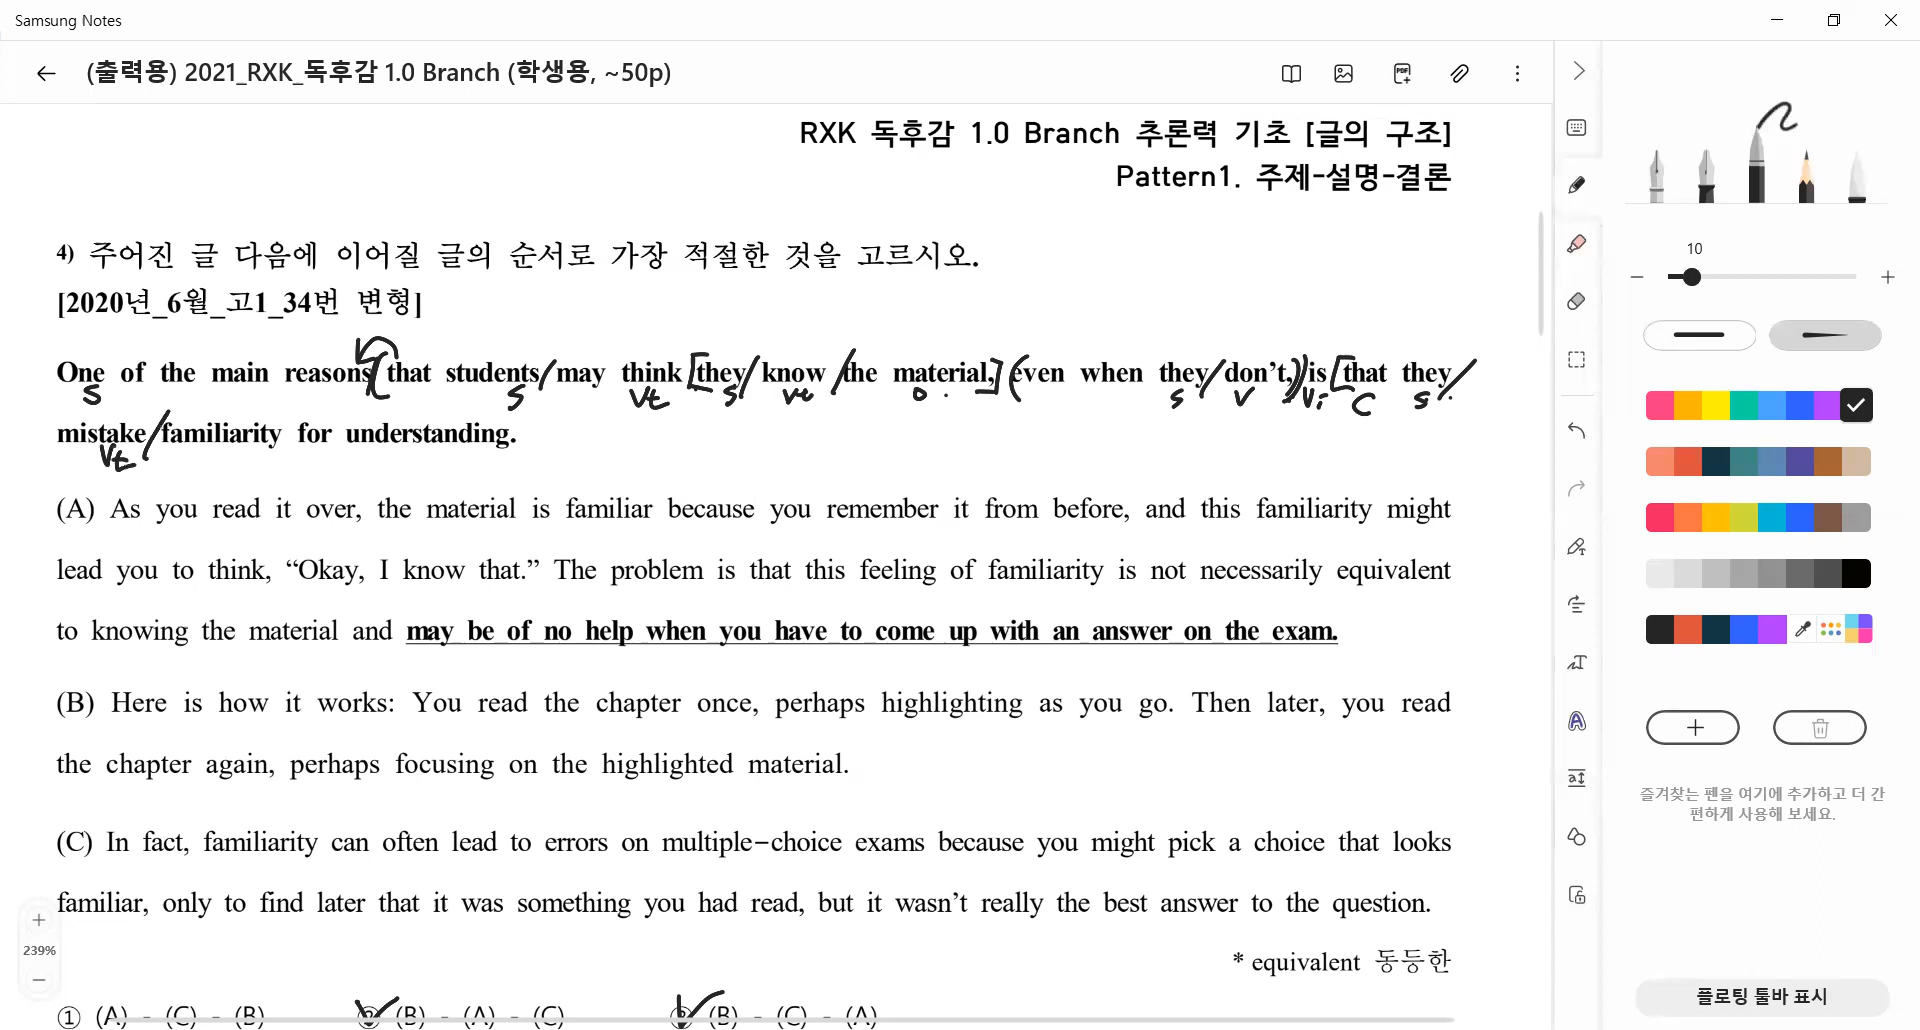 Samsung Notes
(출력용) 2021_RXK_독후감 1.0 Branch (학생용, ~50p)
RXK 독후감 1.0 Branch 추론력 기초 [글의 구조]
Pattern1. 주제-설명-결론
4) 주어진 글 다음에 이어질 글의 순서로 가장 적절한 것을 고르시오.
[2020년_6월_고1_34번 변형]
One of the main reasons that students may think they know the material, even when they don't, is that they
S S Vt S Vt O S V Vi C S
mistake familiarity for understanding.
Vt
(A) As you read it over, the material is familiar because you remember it from before, and this familiarity might
lead you to think, “Okay, I know that.” The problem is that this feeling of familiarity is not necessarily equivalent
to knowing the material and may be of no help when you have to come up with an answer on the exam.
(B) Here is how it works: You read the chapter once, perhaps highlighting as you go. Then later, you read
the chapter again, perhaps focusing on the highlighted material.
(C) In fact, familiarity can often lead to errors on multiple-choice exams because you might pick a choice that looks
familiar, only to find later that it was something you had read, but it wasn't really the best answer to the question.
* equivalent 동등한
① (A) - (C) - (B) ② (B) - (A) - (C) ③ (B) - (C) - (A)
239%
10
즐겨찾는 펜을 여기에 추가하고 더 간
편하게 사용해 보세요.
플로팅 툴바 표시